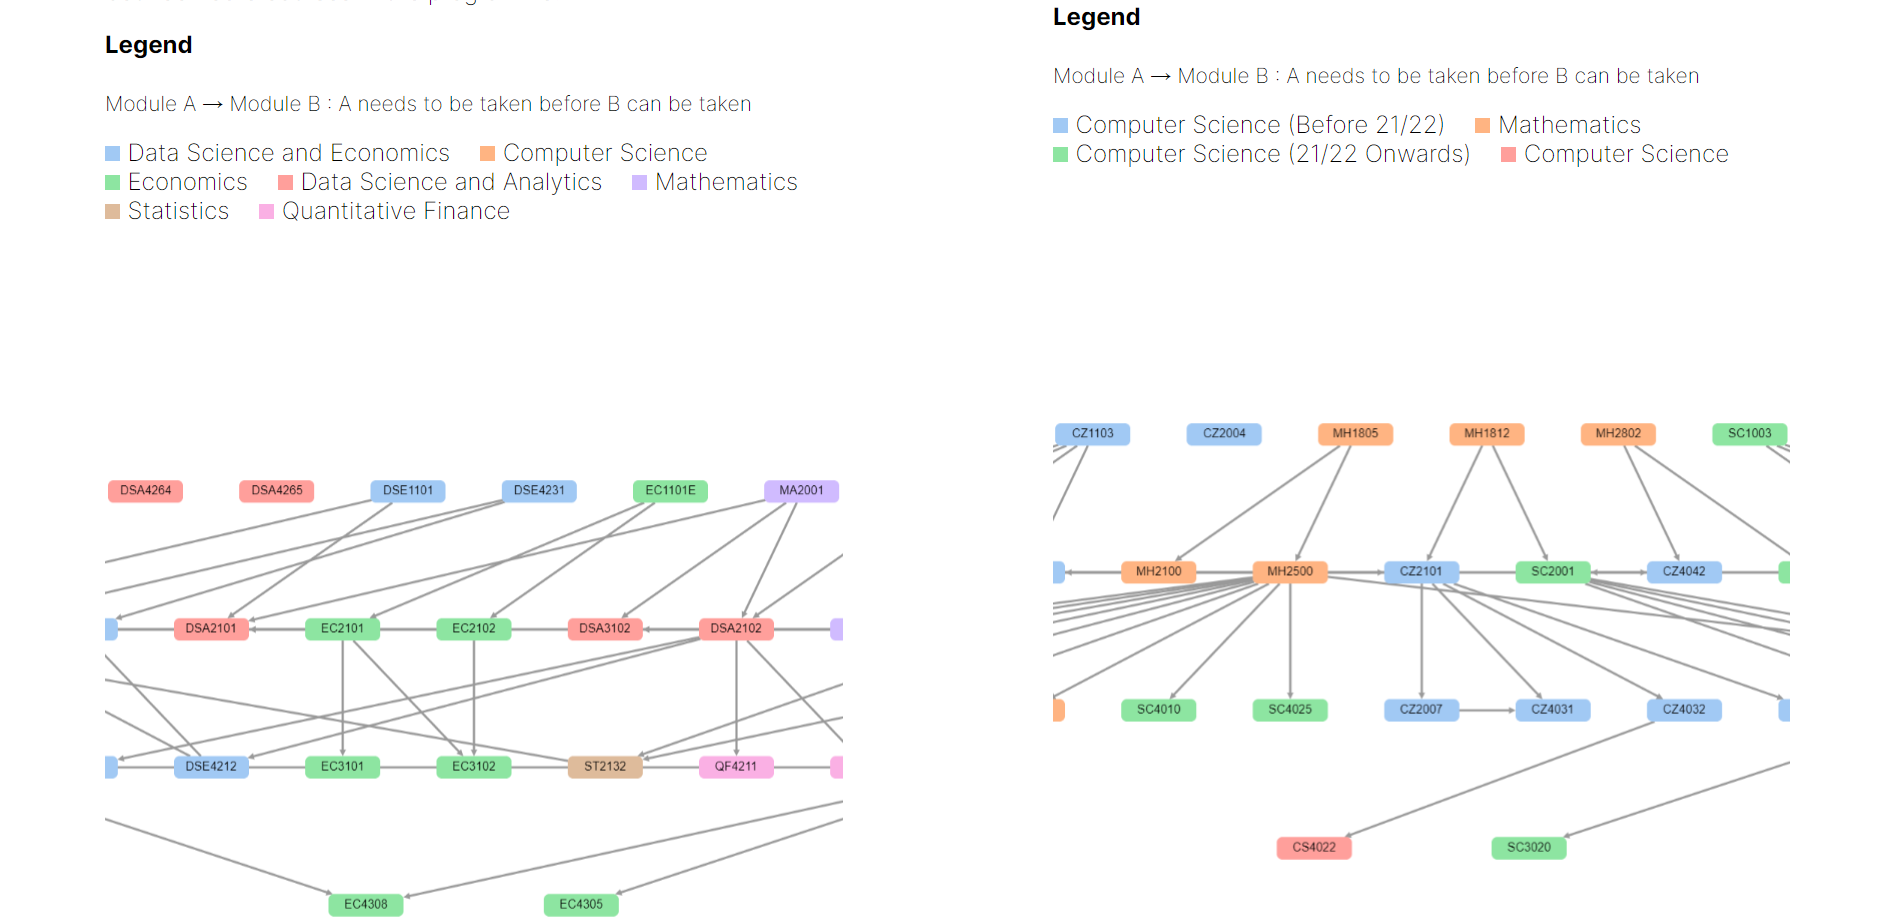 Legend
Module A → Module B : A needs to be taken before B can be taken
Data Science and Economics Computer Science
Economics Data Science and Analytics Mathematics
Statistics Quantitative Finance
DSA4264 DSA4265 DSE1101 DSE4231 EC1101E MA2001
DSA2101 EC2101 EC2102 DSA3102 DSA2102
DSE4212 EC3101 EC3102 ST2132 QF4211
EC4308 EC4305
Legend
Module A → Module B : A needs to be taken before B can be taken
Computer Science (Before 21/22) Mathematics
Computer Science (21/22 Onwards) Computer Science
CZ1103 CZ2004 MH1805 MH1812 MH2802 SC1003
MH2100 MH2500 CZ2101 SC2001 CZ4042
SC4010 SC4025 CZ2007 CZ4031 CZ4032
CS4022 SC3020